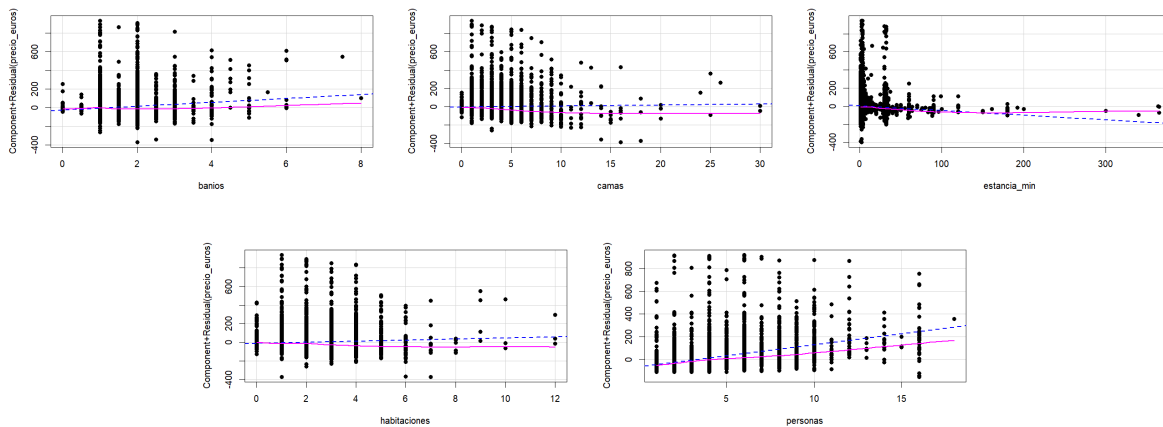 Component+Residual(precio_euros)
-400 0 200 600
0 2 4 6 8
banios
Component+Residual(precio_euros)
-400 0 200 600
0 5 10 15 20 25 30
camas
Component+Residual(precio_euros)
-400 0 200 600
0 100 200 300
estancia_min
Component+Residual(precio_euros)
-400 0 200 600
0 2 4 6 8 10 12
habitaciones
Component+Residual(precio_euros)
0 200 400 600 800
5 10 15
personas